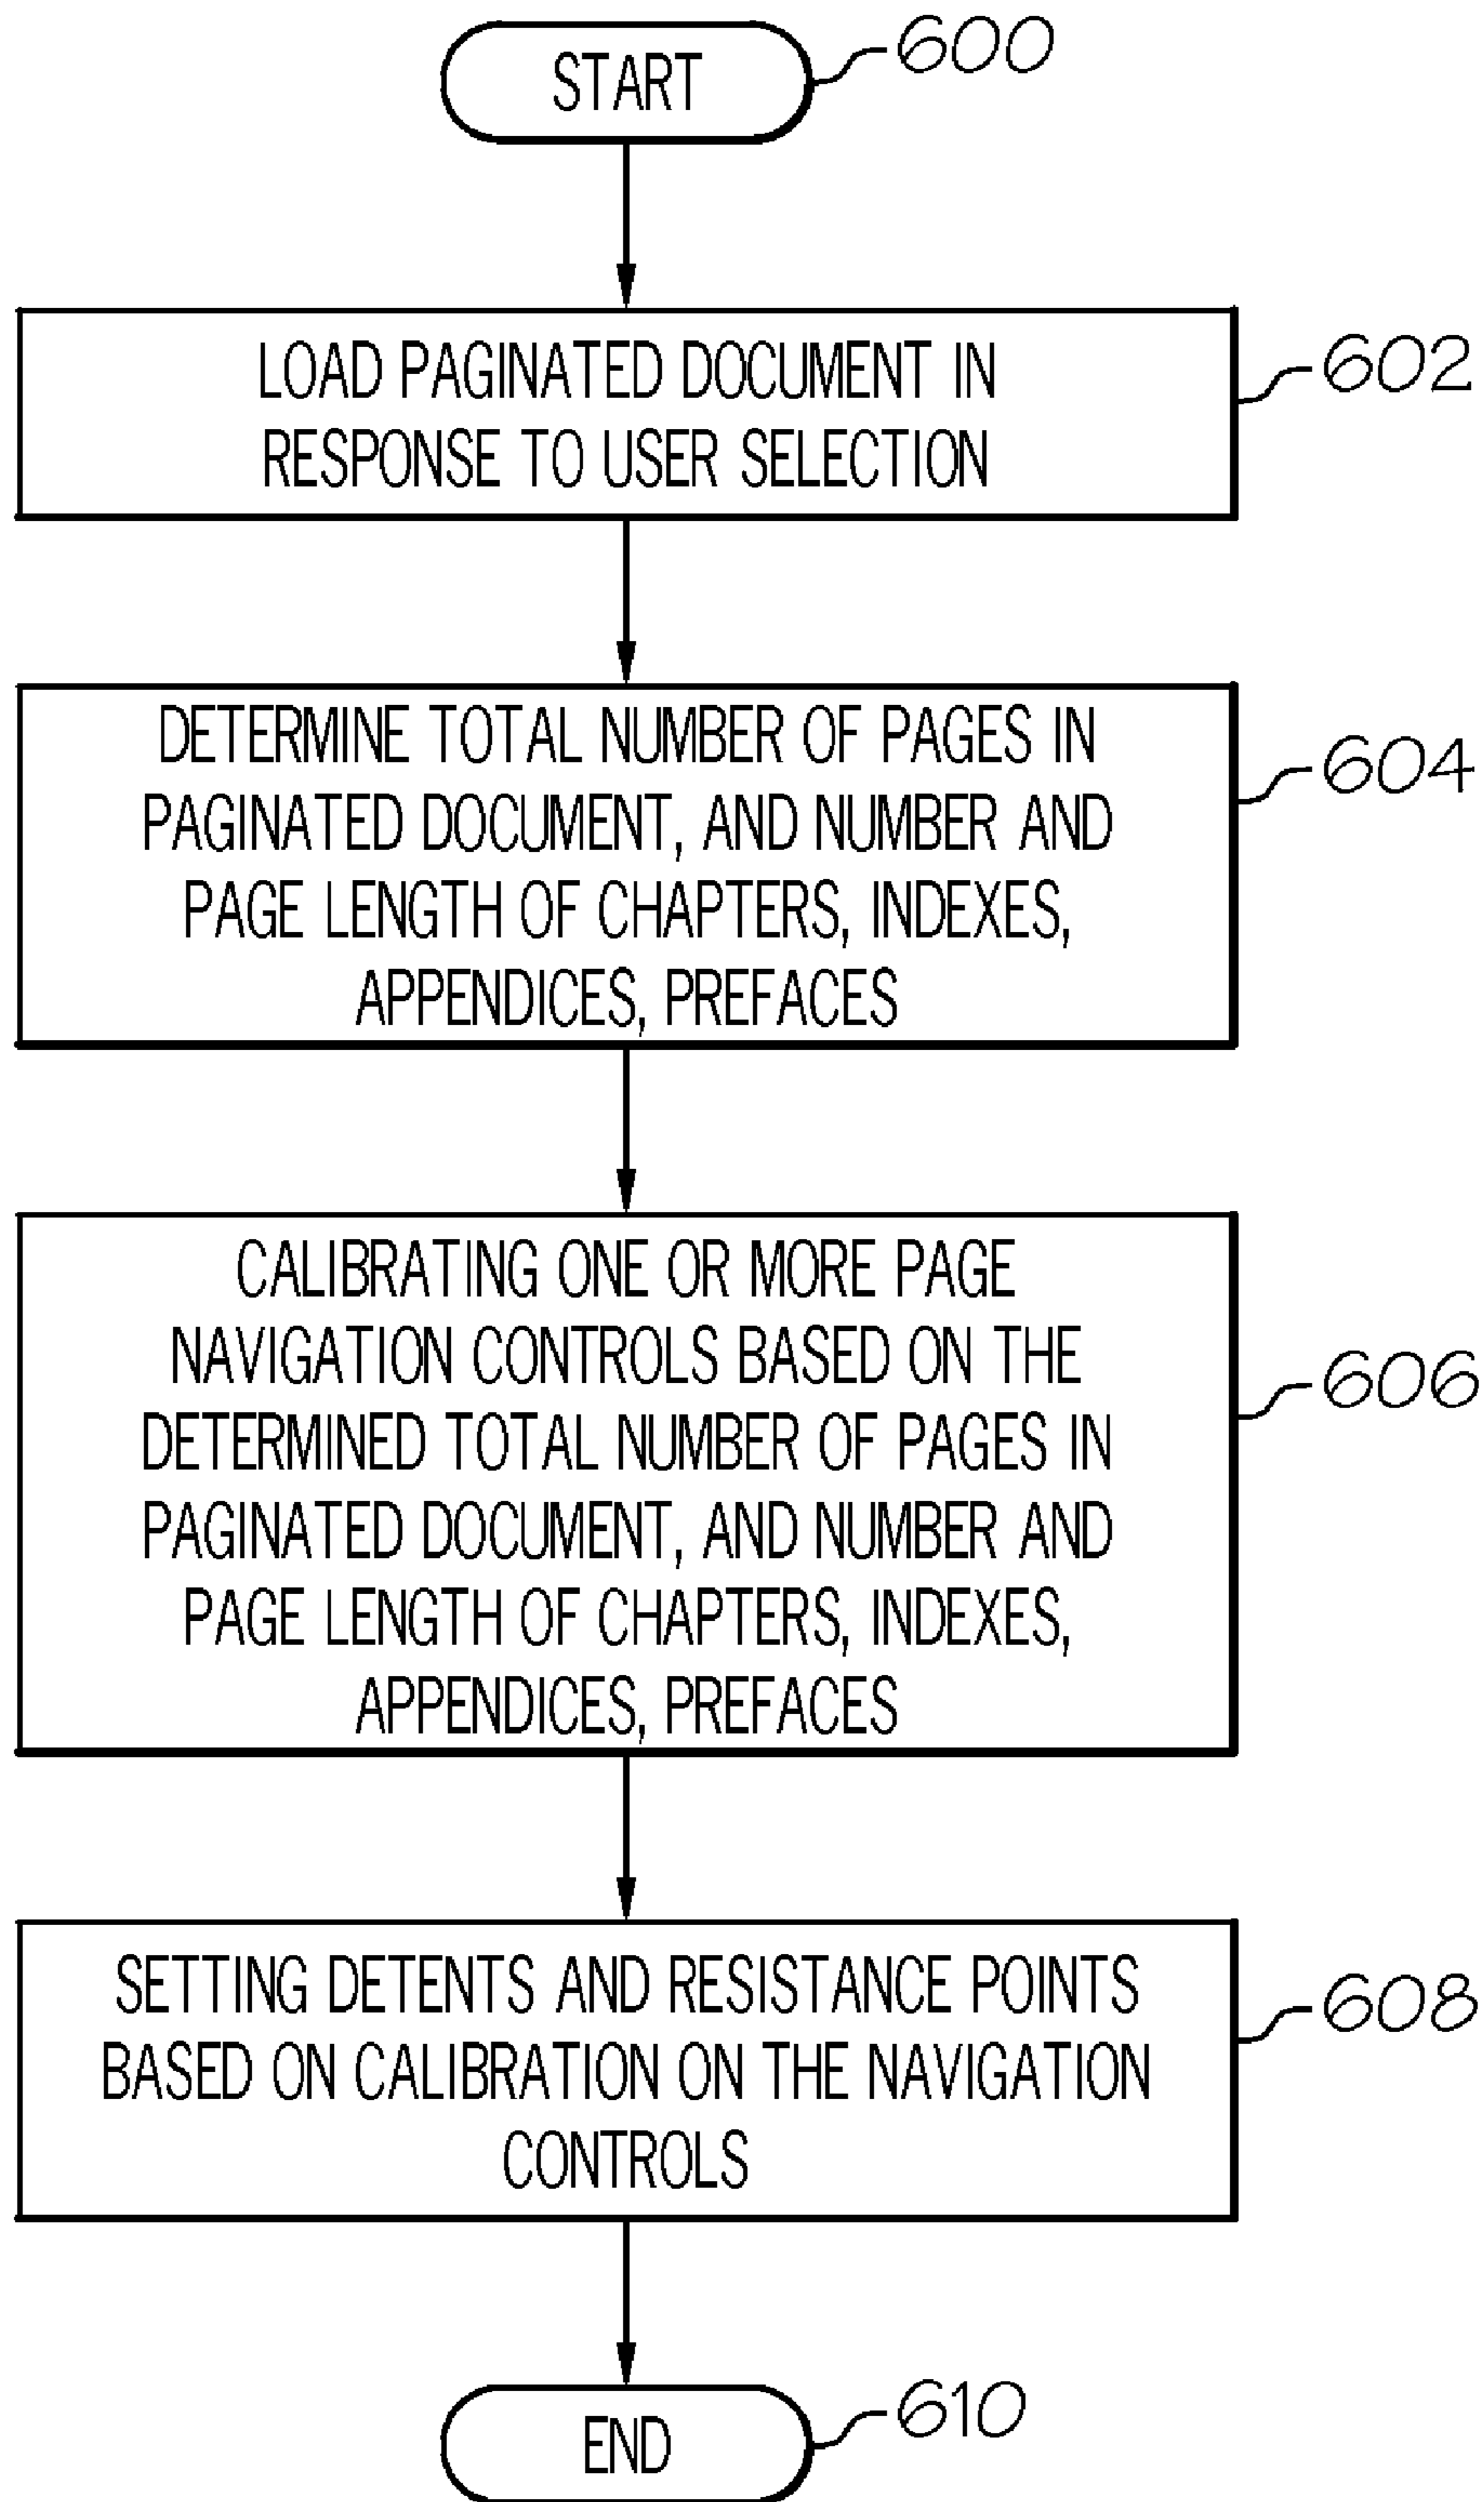 START
600
LOAD PAGINATED DOCUMENT IN
RESPONSE TO USER SELECTION
602
DETERMINE TOTAL NUMBER OF PAGES IN
PAGINATED DOCUMENT, AND NUMBER AND
PAGE LENGTH OF CHAPTERS, INDEXES,
APPENDICES, PREFACES
604
CALIBRATING ONE OR MORE PAGE
NAVIGATION CONTROLS BASED ON THE
DETERMINED TOTAL NUMBER OF PAGES IN
PAGINATED DOCUMENT, AND NUMBER AND
PAGE LENGTH OF CHAPTERS, INDEXES,
APPENDICES, PREFACES
606
SETTING DETENTS AND RESISTANCE POINTS
BASED ON CALIBRATION ON THE NAVIGATION
CONTROLS
608
END
610